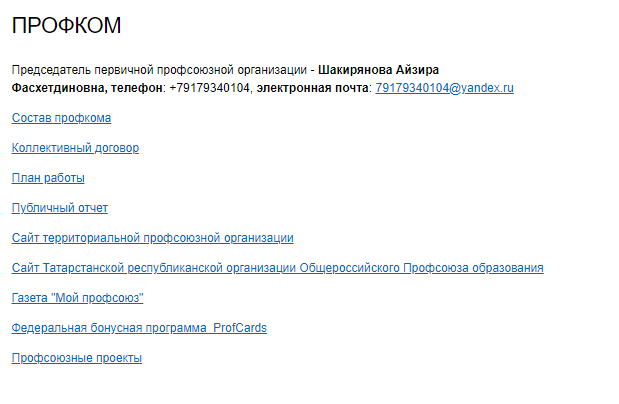 ПРОФКОМ
Председатель первичной профсоюзной организации - Шакирянова Айзира
Фасхетдиновна, телефон: +79179340104, электронная почта: 79179340104@yandex.ru
Состав профкома
Коллективный договор
План работы
Публичный отчет
Сайт территориальной профсоюзной организации
Сайт Татарстанской республиканской организации Общероссийского Профсоюза образования
Газета "Мой профсоюз"
Федеральная бонусная программа  ProfCards
Профсоюзные проекты